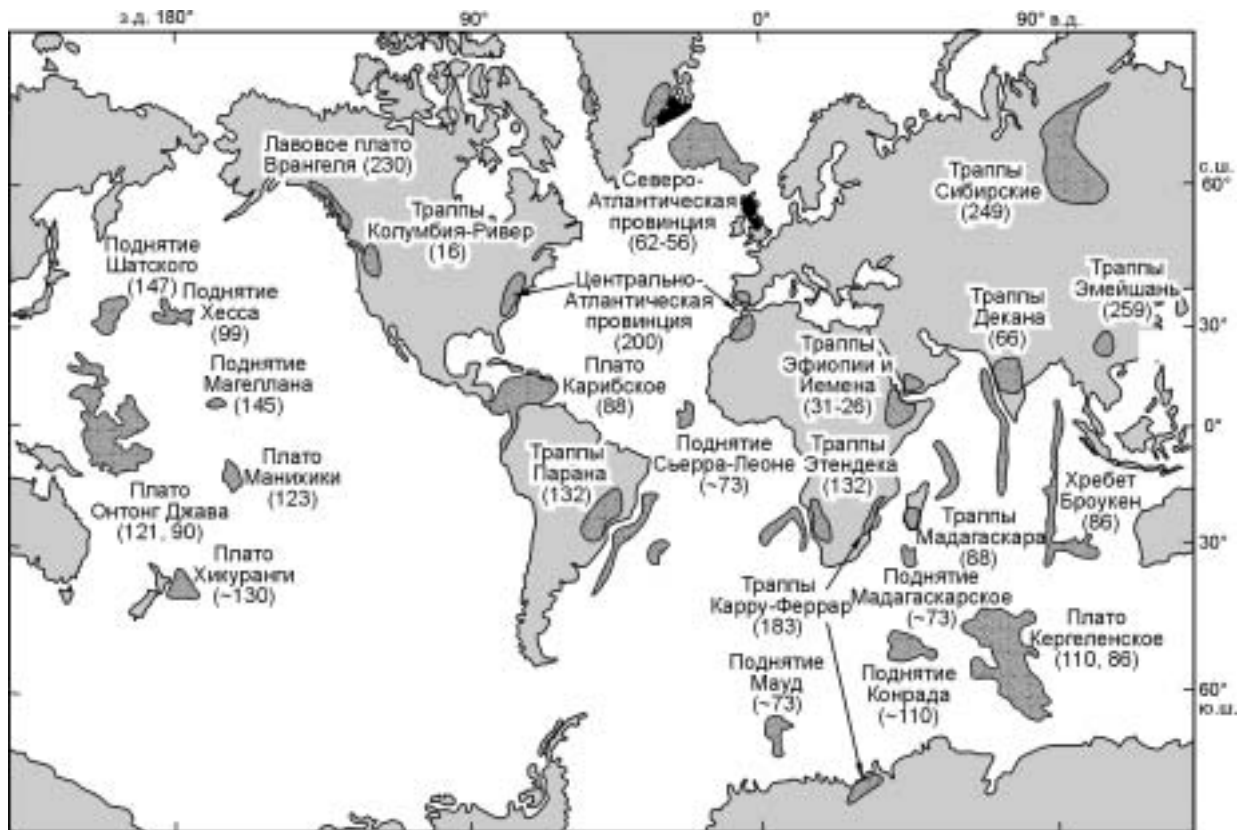 з.д. 180°
90°
0°
90° в.д.
с.ш.
60°
30°
0°
30°
60°
ю.ш.
Лавовое плато
Врангеля (230)
Траппы
Колумбия-Ривер
(16)
Северо-
Атлантическая
провинция
(62-56)
Траппы
Сибирские
(249)
Поднятие
Шатского
(147)
Поднятие
Хесса
(99)
Центрально-
Атлантическая
провинция
(200)
Траппы
Эмейшань
(259)
Траппы
Декана
(66)
Поднятие
Магеллана
(145)
Плато
Карибское
(88)
Траппы
Эфиопии и
Йемена
(31-26)
Плато
Манихики
(123)
Плато
Онтонг Джава
(121, 90)
Траппы
Парана
(132)
Поднятие
Сьерра-Леоне
(~73)
Траппы
Этендека
(132)
Хребет
Броукен
(86)
Траппы
Мадагаскара
(88)
Плато
Хикуранги
(~130)
Траппы
Карру-Феррар
(183)
Поднятие
Мадагаскарское
(~73)
Плато
Кергеленское
(110, 86)
Поднятие
Мауд
(~73)
Поднятие
Конрада
(~110)